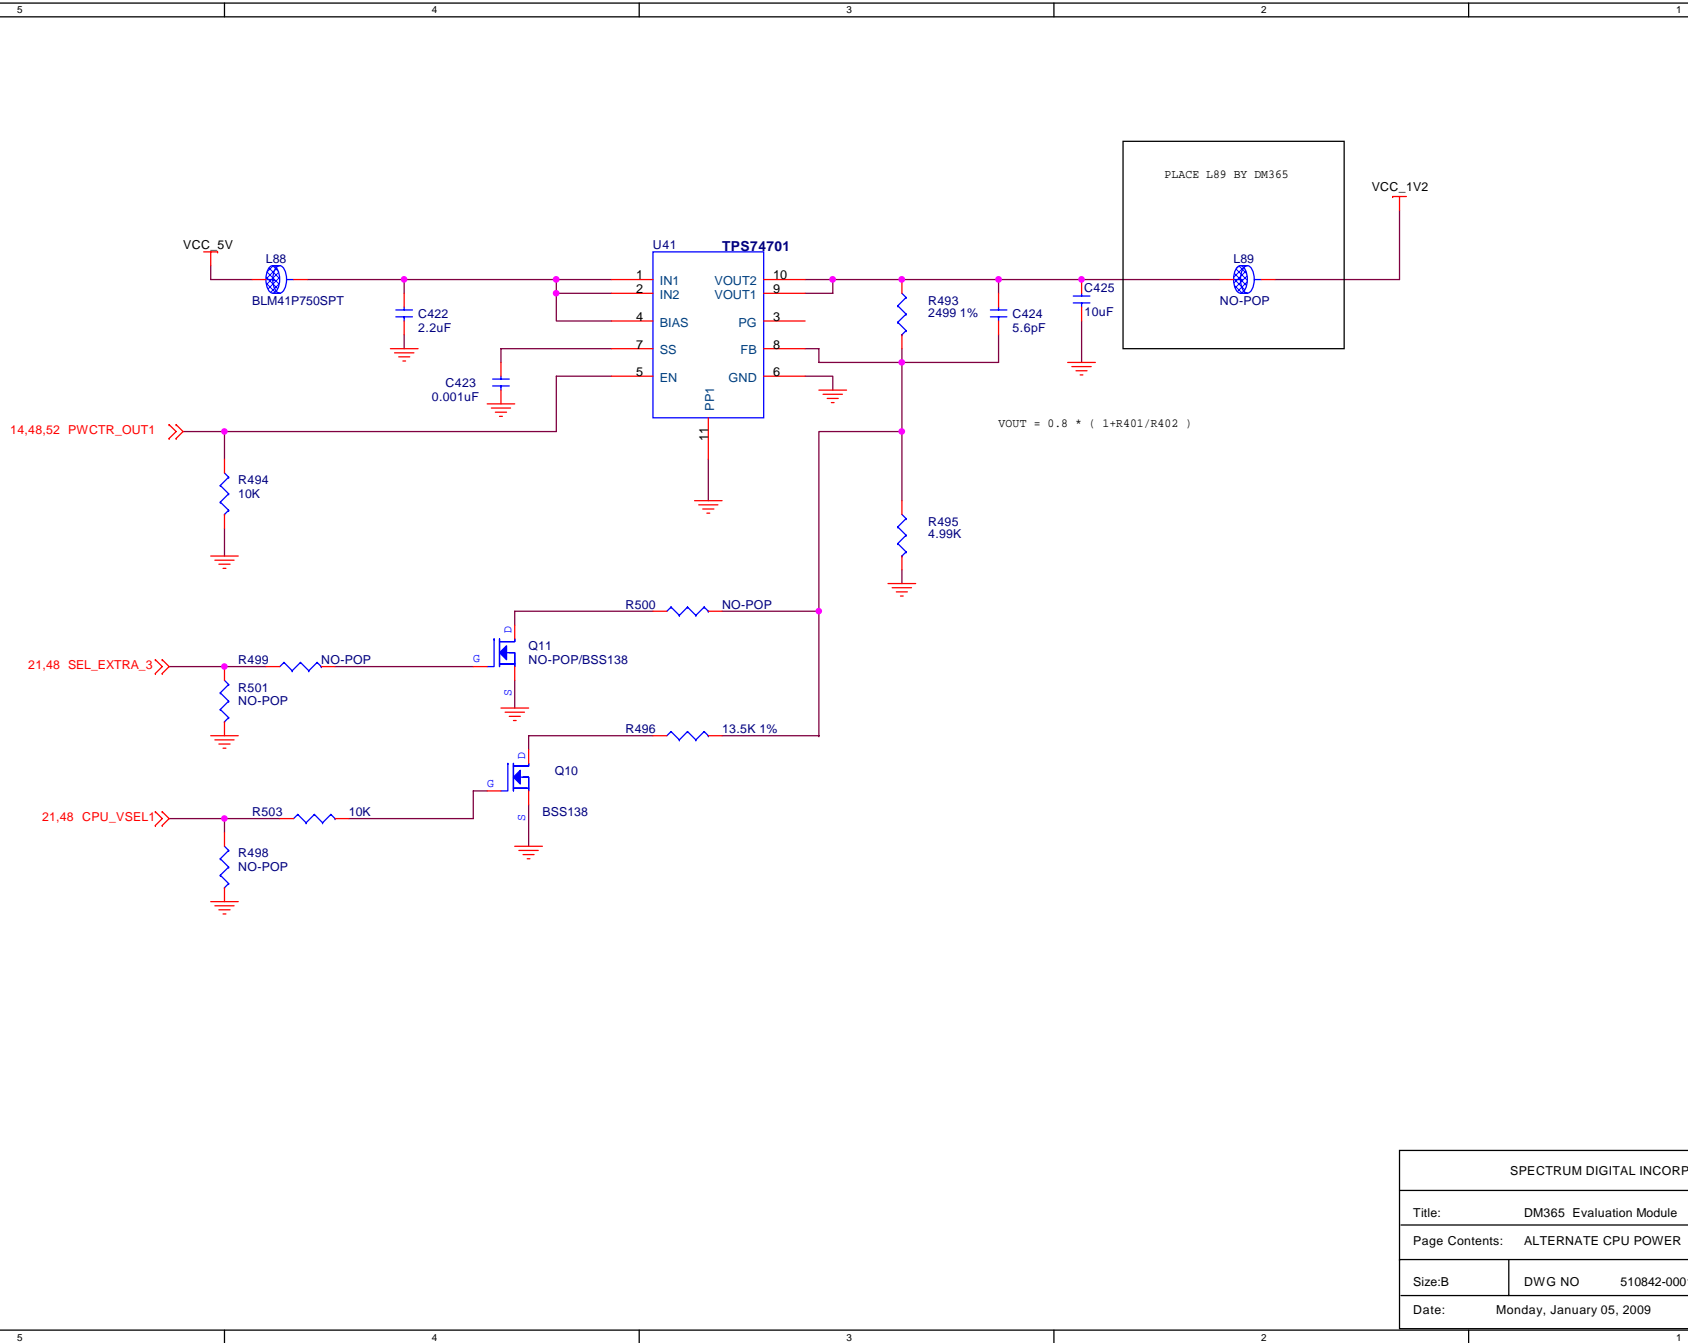 5 4 3 2 1
PLACE L89 BY DM365
VCC_1V2
VCC_5V
L88
BLM41P750SPT
C422
2.2uF
C423
0.001uF
U41 TPS74701
1 IN1
2 IN2
4 BIAS
7 SS
5 EN
VOUT2 10
VOUT1 9
PG 3
FB 8
GND 6
PP1
11
R493
2499 1%
C424
5.6pF
C425
10uF
L89
NO-POP
VOUT = 0.8 * ( 1+R401/R402 )
14,48,52 PWCTR_OUT1
R494
10K
R495
4.99K
R500 NO-POP
D
G
S
Q11
NO-POP/BSS138
21,48 SEL_EXTRA_3
R499 NO-POP
R501
NO-POP
R496 13.5K 1%
D
G
S
Q10
BSS138
21,48 CPU_VSEL1
R503 10K
R498
NO-POP
SPECTRUM DIGITAL INCORP
Title: DM365 Evaluation Module
Page Contents: ALTERNATE CPU POWER
Size:B DWG NO 510842-000
Date: Monday, January 05, 2009
5 4 3 2 1